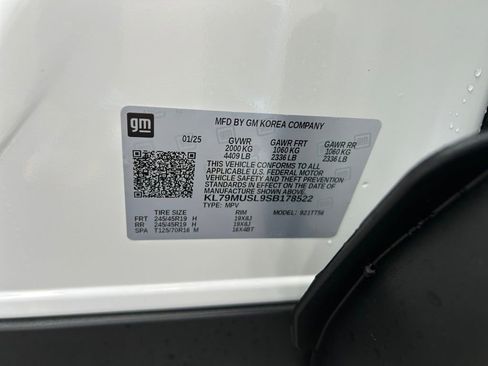 gm
MFD BY GM KOREA COMPANY
01/25 GVWR GAWR FRT GAWR RR
2000 KG 1060 KG 1060 KG
4409 LB 2336 LB 2336 LB
THIS VEHICLE CONFORMS TO ALL
APPLICABLE U.S. FEDERAL MOTOR
VEHICLE SAFETY AND THEFT
PREVENTION STANDARDS IN EFFECT
ON THE DATE OF MANUFACTURE
SHOWN ABOVE.
KL79MUSL9SB178522
TYPE: MPV
TIRE SIZE RIM MODEL:
FRT 245/45R19 H 19X8J
RR 245/45R19 H 19X8J
SPA T125/70R16 M 16X4BT